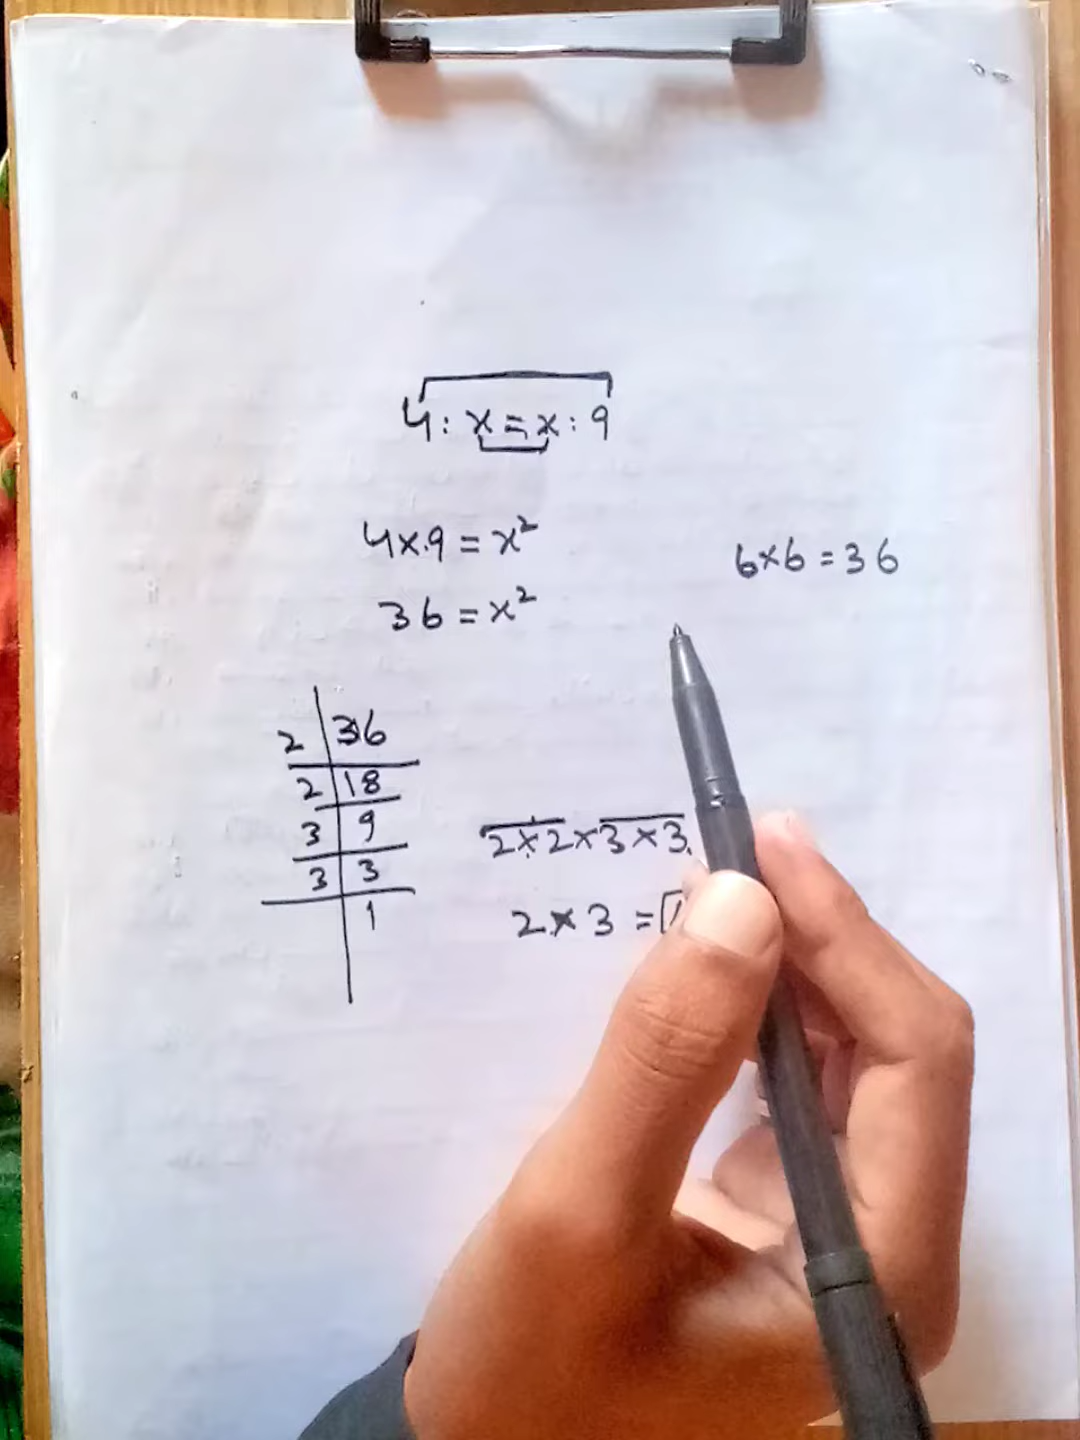 4 : x = x : 9
4 x 9 = x²
6 x 6 = 36
36 = x²
2 | 36
2 | 18
3 | 9
3 | 3
1
2 x 2 x 3 x 3
2 x 3 =